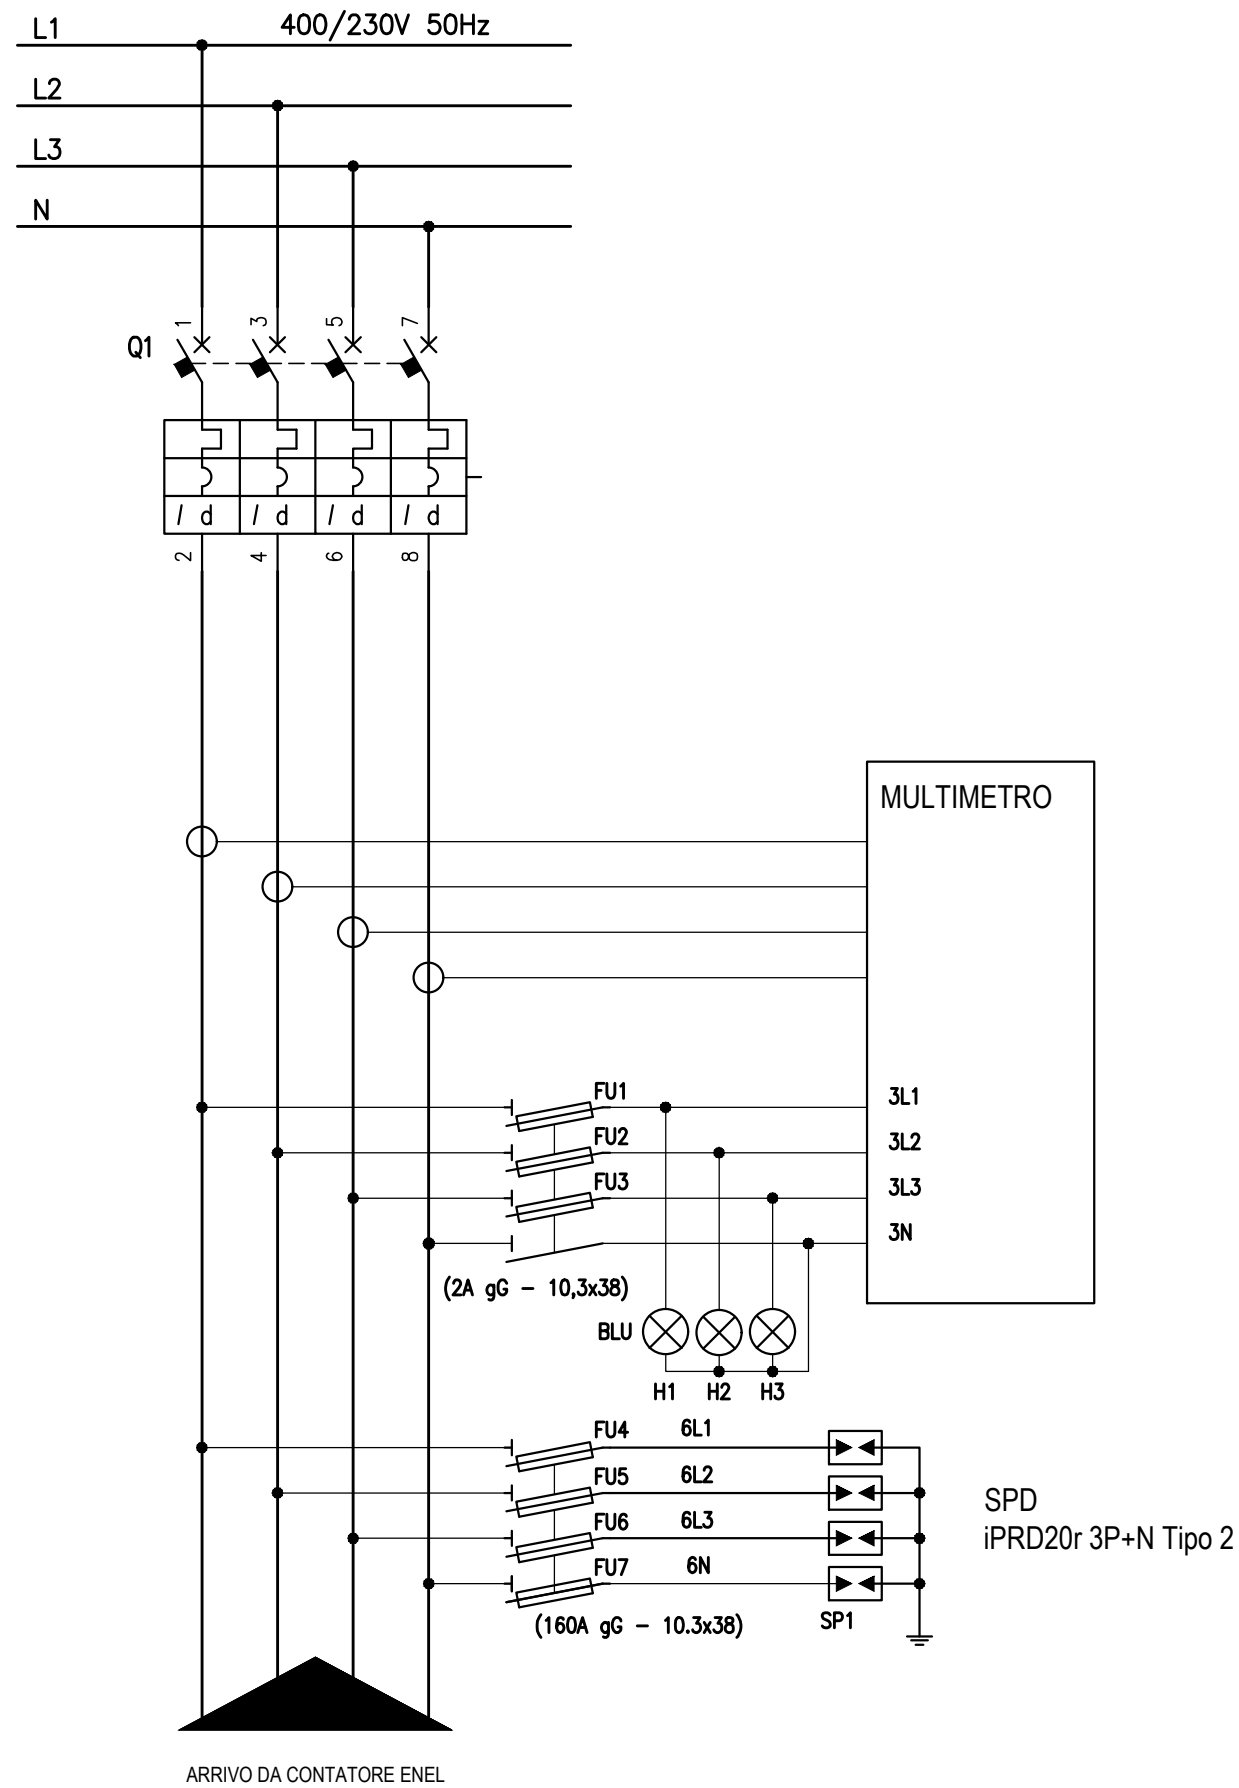 L1 400/230V 50Hz
L2
L3
N
1 3 5 7
Q1
I d I d I d I d
2 4 6 8
MULTIMETRO
FU1 3L1
FU2 3L2
FU3 3L3
3N
(2A gG – 10,3x38)
BLU
H1 H2 H3
FU4 6L1
FU5 6L2
FU6 6L3
FU7 6N
SPD
iPRD20r 3P+N Tipo 2
(160A gG – 10.3x38) SP1
ARRIVO DA CONTATORE ENEL